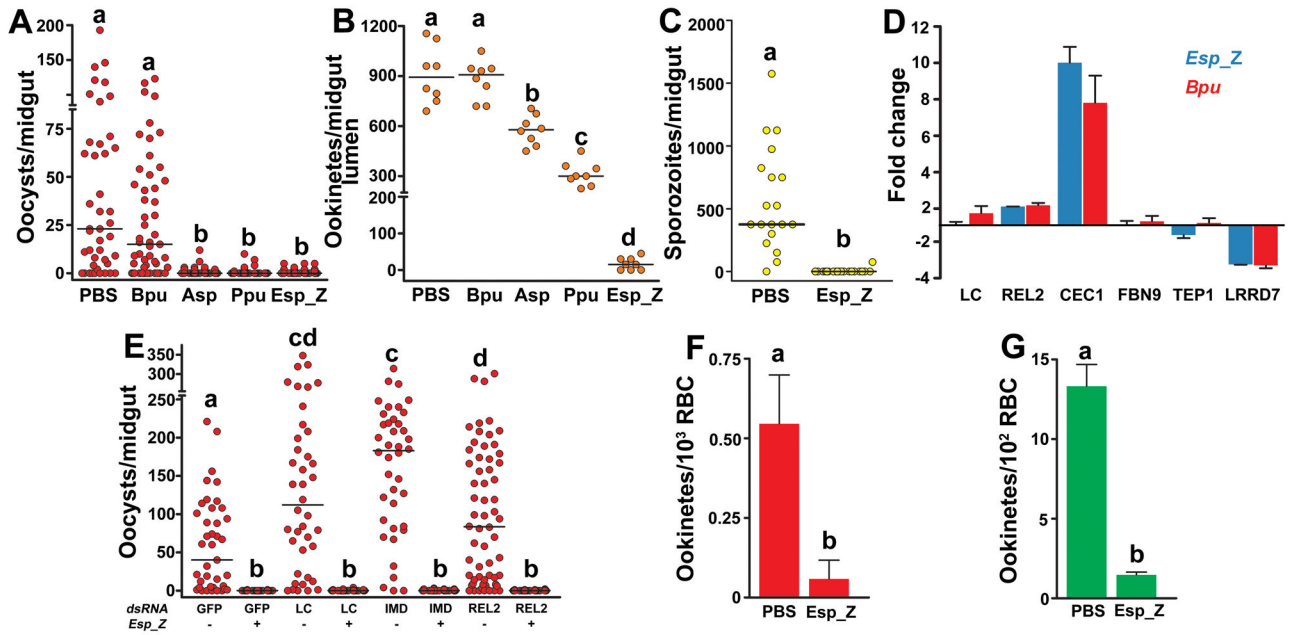 A
Oocysts/midgut
200
150
75
50
25
0
a
a
b
b
b
PBS
Bpu
Asp
Ppu
Esp_Z
B
Ookinetes/midgut
lumen
1200
900
600
300
200
100
0
a
a
b
c
d
PBS
Bpu
Asp
Ppu
Esp_Z
C
Sporozoites/midgut
2000
1500
1000
500
0
a
b
PBS
Esp_Z
D
Fold change
12
10
8
6
4
2
-2
-4
Esp_Z
Bpu
LC
REL2
CEC1
FBN9
TEP1
LRRD7
E
Oocysts/midgut
350
300
200
150
100
50
0
a
b
cd
b
c
b
d
b
dsRNA GFP GFP LC LC IMD IMD REL2 REL2
Esp_Z - + - + - + - +
F
Ookinetes/10³ RBC
0.75
0.50
0.25
0
a
b
PBS
Esp_Z
G
Ookinetes/10² RBC
15
10
5
0
a
b
PBS
Esp_Z